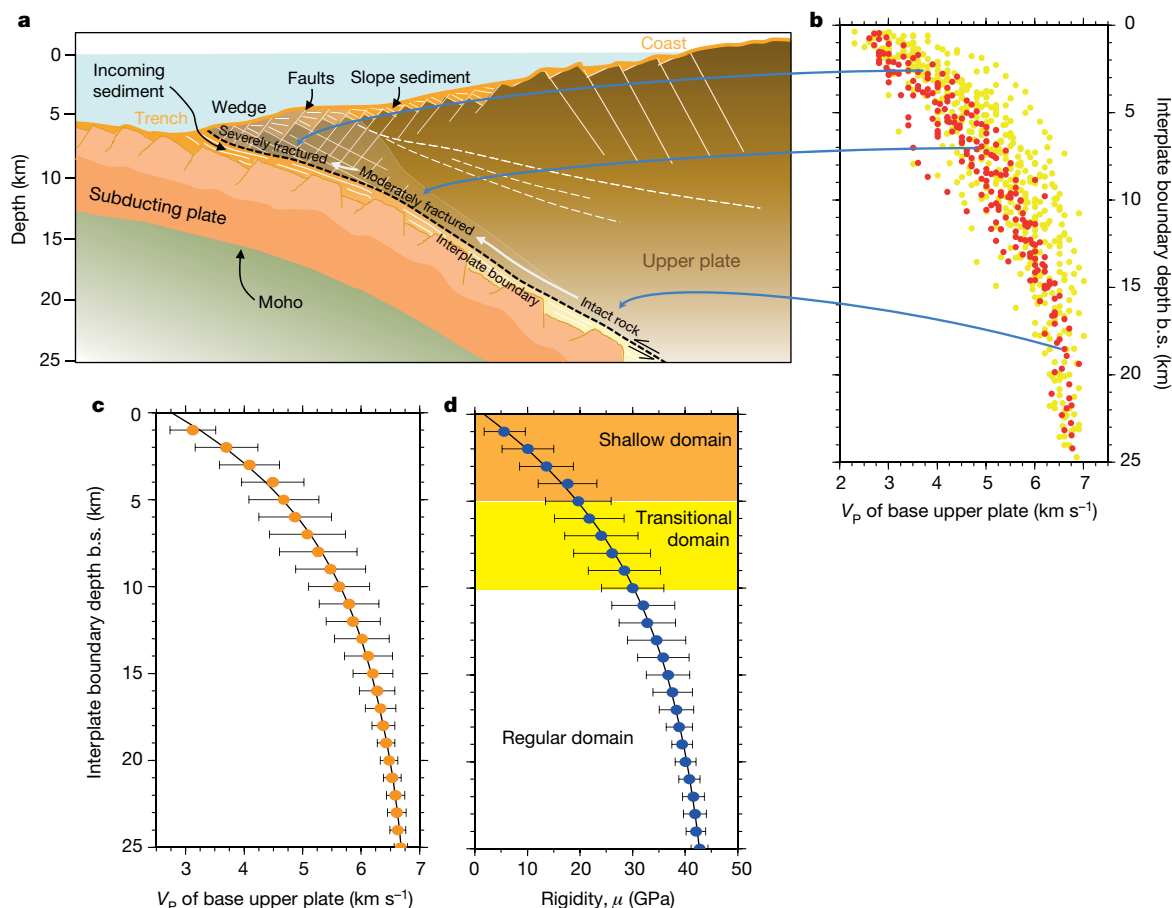 a
0
5
10
15
20
25
Depth (km)
Incoming
sediment
Trench
Wedge
Faults
Slope sediment
Coast
Severely fractured
Moderately fractured
Interplate boundary
Intact rock
Subducting plate
Moho
Upper plate
b
0
5
10
15
20
25
Interplate boundary depth b.s. (km)
2 3 4 5 6 7
VP of base upper plate (km s−1)
c
0
5
10
15
20
25
Interplate boundary depth b.s. (km)
3 4 5 6 7
VP of base upper plate (km s−1)
d
Shallow domain
Transitional
domain
Regular domain
0 10 20 30 40 50
Rigidity, μ (GPa)